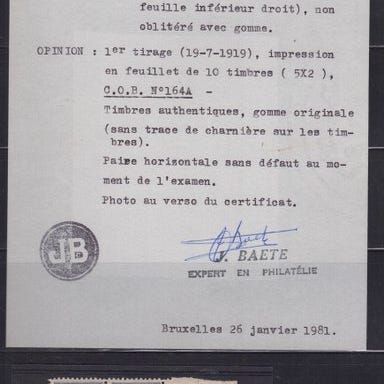 feuille inférieur droit), non
oblitéré avec gomme.
OPINION : 1er tirage (19-7-1919), impression
en feuillet de 10 timbres ( 5X2 ),
C.O.B. N°164A -
Timbres authentiques, gomme originale
(sans trace de charnière sur les tim-
bres).
Paire horizontale sans défaut au mo-
ment de l'examen.
Photo au verso du certificat.
JB
Baete
J. BAETE
EXPERT EN PHILATÉLIE
Bruxelles 26 janvier 1981.